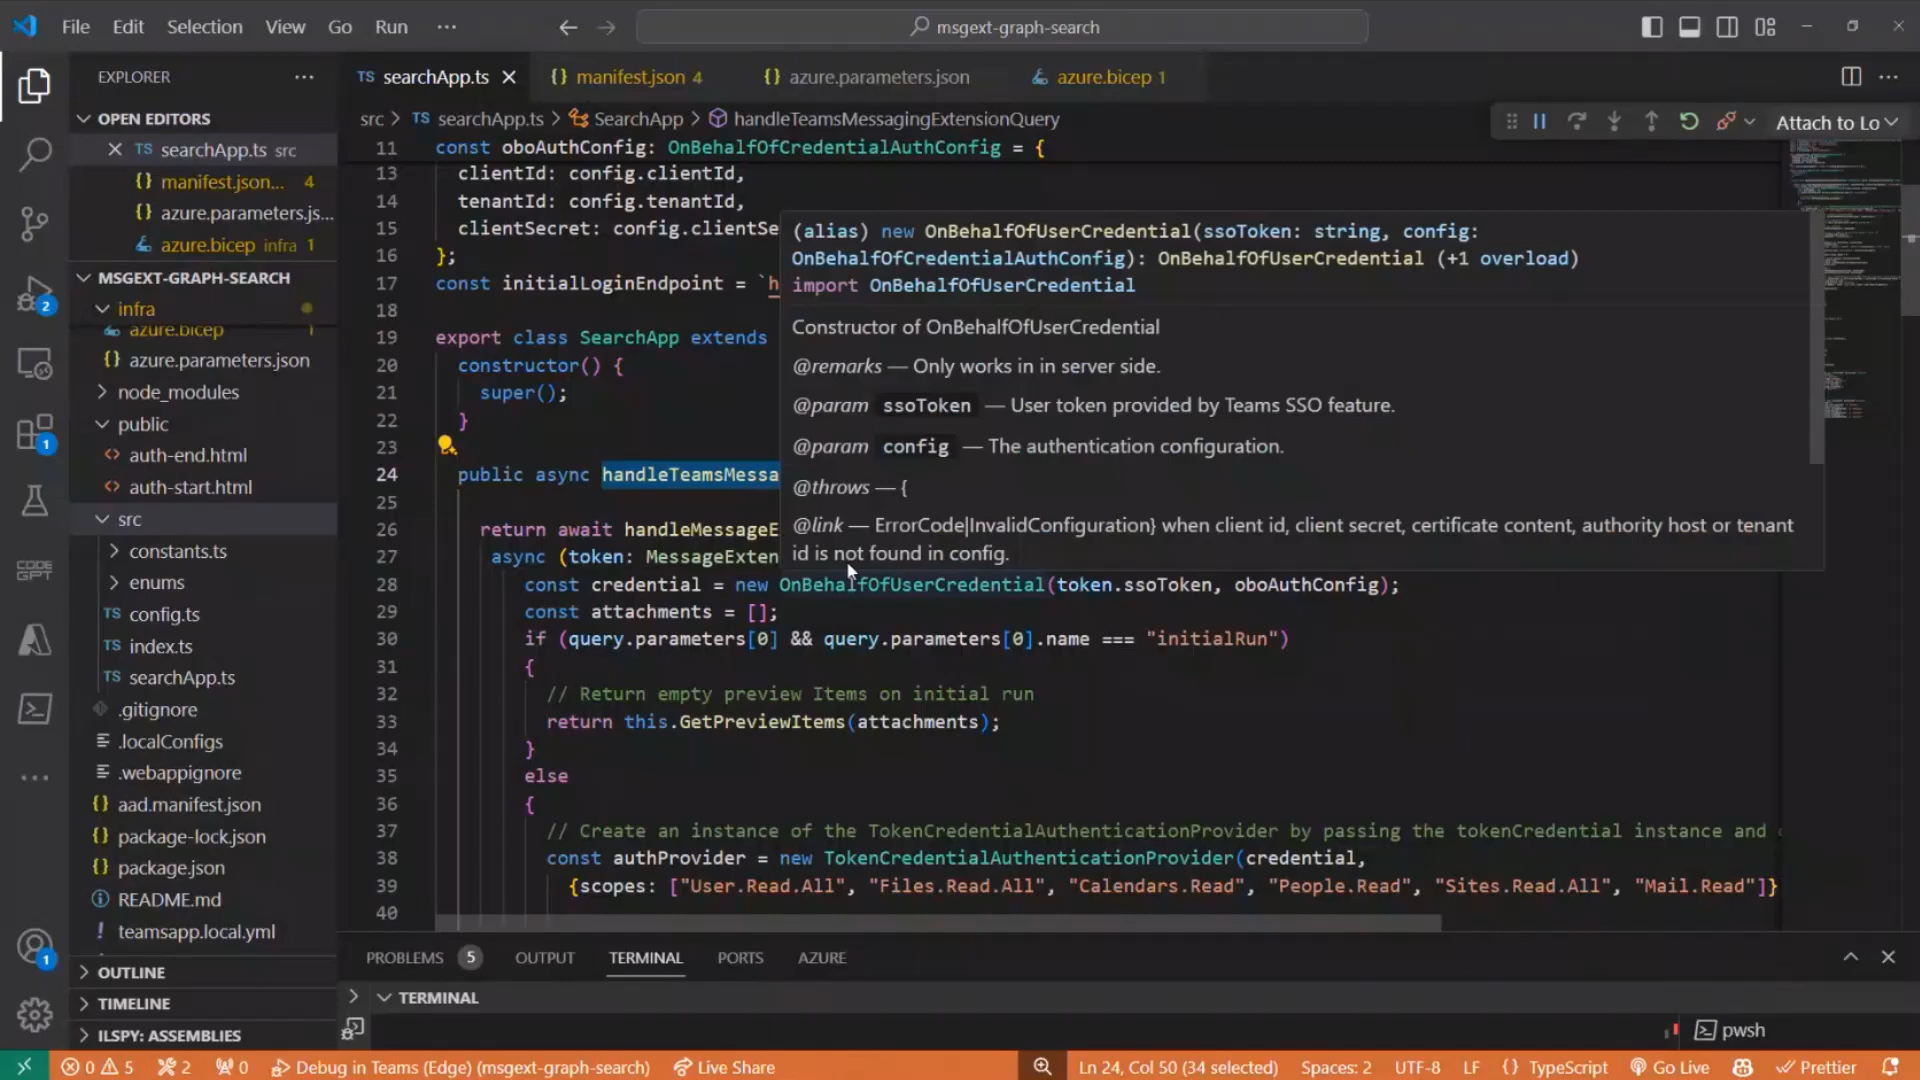 File Edit Selection View Go Run ··· msgext-graph-search
EXPLORER ···
OPEN EDITORS
TS searchApp.ts src
{} manifest.json... 4
{} azure.parameters.js...
azure.bicep infra 1
MSGEXT-GRAPH-SEARCH
infra
azure.bicep 1
{} azure.parameters.json
node_modules
public
<> auth-end.html
<> auth-start.html
src
constants.ts
enums
TS config.ts
TS index.ts
TS searchApp.ts
.gitignore
.localConfigs
.webappignore
{} aad.manifest.json
{} package-lock.json
{} package.json
README.md
! teamsapp.local.yml
OUTLINE
TIMELINE
ILSPY: ASSEMBLIES
2
1
CODE GPT
1
TS searchApp.ts {} manifest.json 4 {} azure.parameters.json azure.bicep 1 ···
src > TS searchApp.ts > SearchApp > handleTeamsMessagingExtensionQuery
Attach to Lo
11 const oboAuthConfig: OnBehalfOfCredentialAuthConfig = {
13 clientId: config.clientId,
14 tenantId: config.tenantId,
15 clientSecret: config.clientSe
16 };
17 const initialLoginEndpoint = `h
18
19 export class SearchApp extends
20 constructor() {
21 super();
22 }
23
24 public async handleTeamsMessa
25
26 return await handleMessageE
27 async (token: MessageExten
28 const credential = new OnBehalfOfUserCredential(token.ssoToken, oboAuthConfig);
29 const attachments = [];
30 if (query.parameters[0] && query.parameters[0].name === "initialRun")
31 {
32 // Return empty preview Items on initial run
33 return this.GetPreviewItems(attachments);
34 }
35 else
36 {
37 // Create an instance of the TokenCredentialAuthenticationProvider by passing the tokenCredential instance and
38 const authProvider = new TokenCredentialAuthenticationProvider(credential,
39 {scopes: ["User.Read.All", "Files.Read.All", "Calendars.Read", "People.Read", "Sites.Read.All", "Mail.Read"]}
40
(alias) new OnBehalfOfUserCredential(ssoToken: string, config:
OnBehalfOfCredentialAuthConfig): OnBehalfOfUserCredential (+1 overload)
import OnBehalfOfUserCredential
Constructor of OnBehalfOfUserCredential
@remarks — Only works in in server side.
@param ssoToken — User token provided by Teams SSO feature.
@param config — The authentication configuration.
@throws — {
@link — ErrorCode|InvalidConfiguration} when client id, client secret, certificate content, authority host or tenant
id is not found in config.
PROBLEMS 5 OUTPUT TERMINAL PORTS AZURE
TERMINAL
pwsh
0 5 2 0 Debug in Teams (Edge) (msgext-graph-search) Live Share Ln 24, Col 50 (34 selected) Spaces: 2 UTF-8 LF {} TypeScript Go Live Prettier